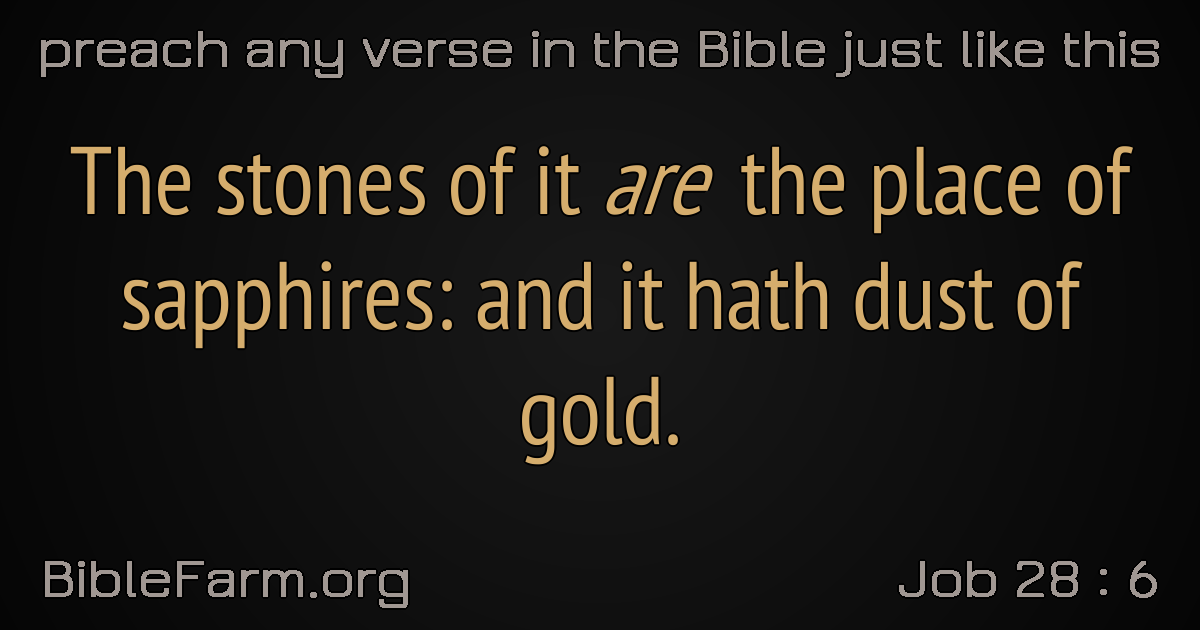 preach any verse in the Bible just like this
The stones of it are the place of
sapphires: and it hath dust of
gold.
BibleFarm.org
Job 28 : 6